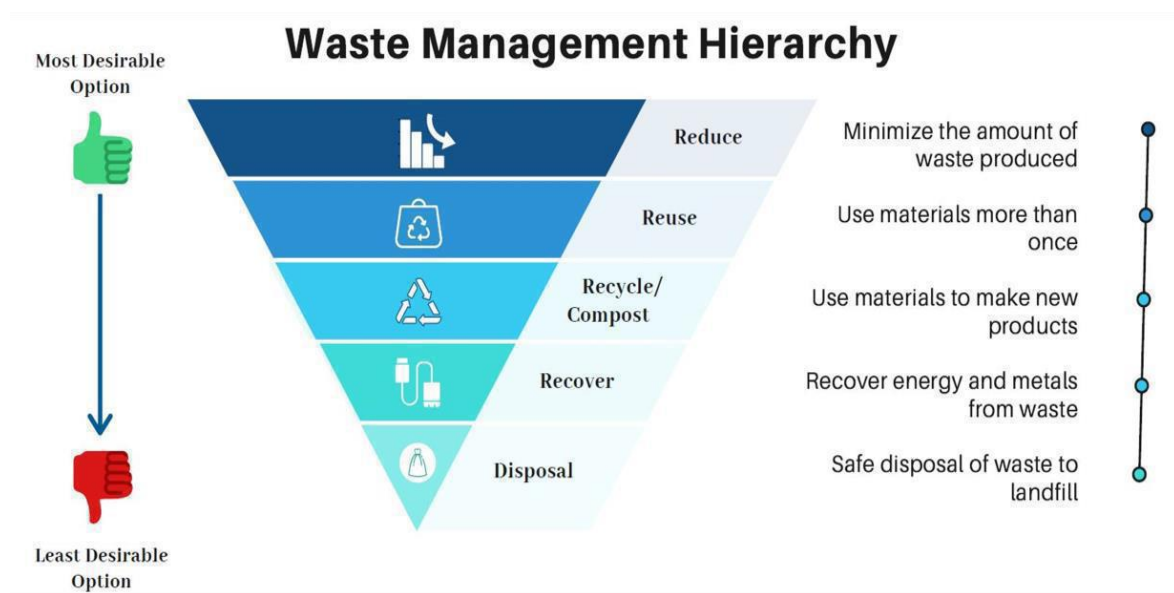 Waste Management Hierarchy
Most Desirable
Option
Reduce
Minimize the amount of
waste produced
Reuse
Use materials more than
once
Recycle/
Compost
Use materials to make new
products
Recover
Recover energy and metals
from waste
Disposal
Safe disposal of waste to
landfill
Least Desirable
Option